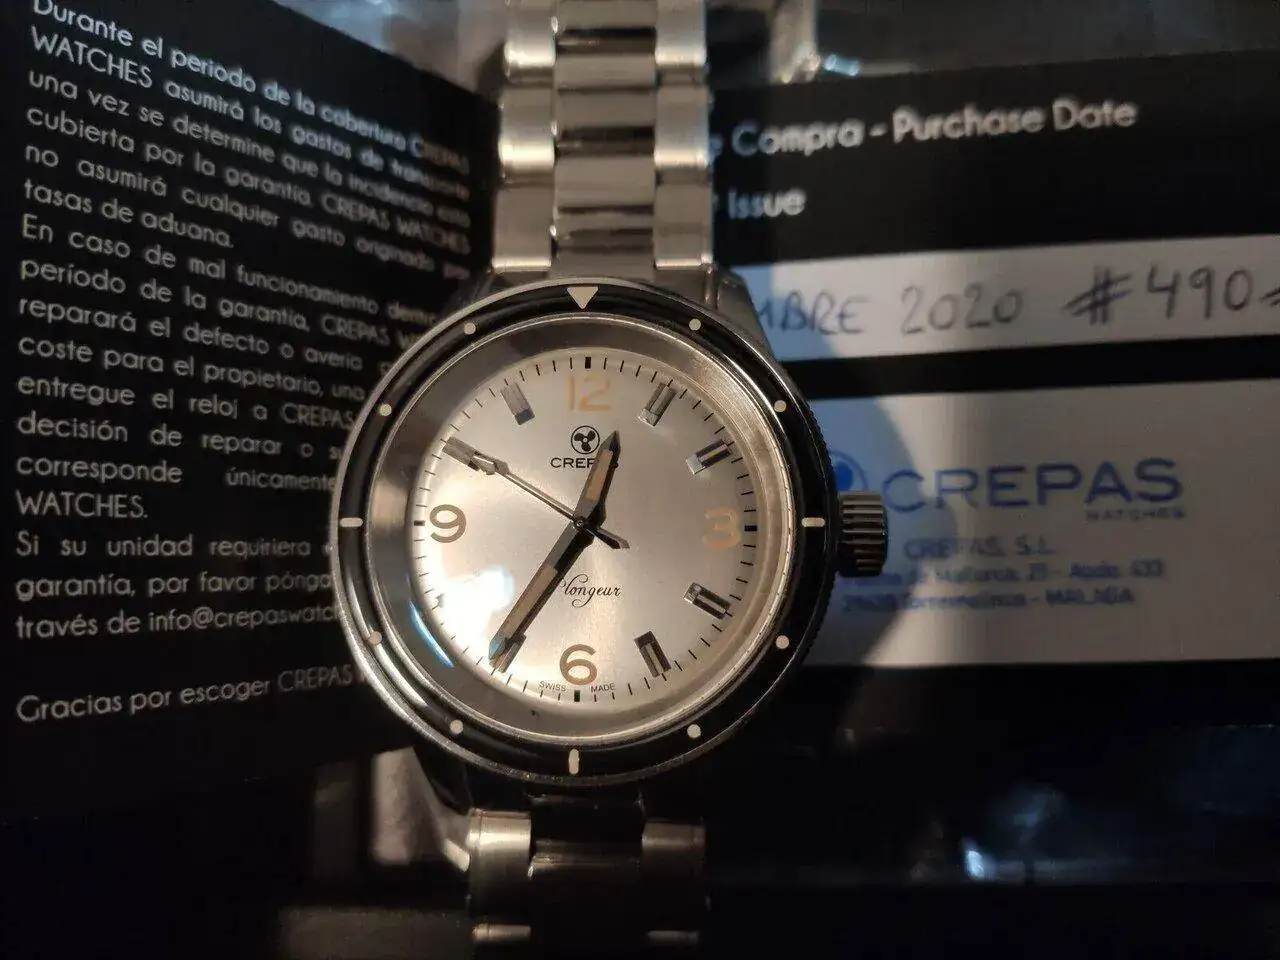 Durante el periodo de la cobertura CREPAS
WATCHES asumirá los gastos de transporte
una vez se determine que la incidencia está
cubierta por la garantía. CREPAS WATCHES
no asumirá cualquier gasto originado por
tasas de aduana.
En caso de mal funcionamiento
período de la garantía, CREPAS
reparará el defecto o avería
coste para el propietario, una
entregue el reloj a CREPAS
decisión de reparar o
corresponde únicamente
WATCHES.
Si su unidad requiriera
garantía, por favor
través de info@crepaswatch
Gracias por escoger CREPAS
Compra - Purchase Date
Issue
MBRE 2020 #490
CREPAS
WATCHES
CREPAS, S.L.
MALAGA
12
CREPAS
9
3
Plongeur
6
SWISS MADE